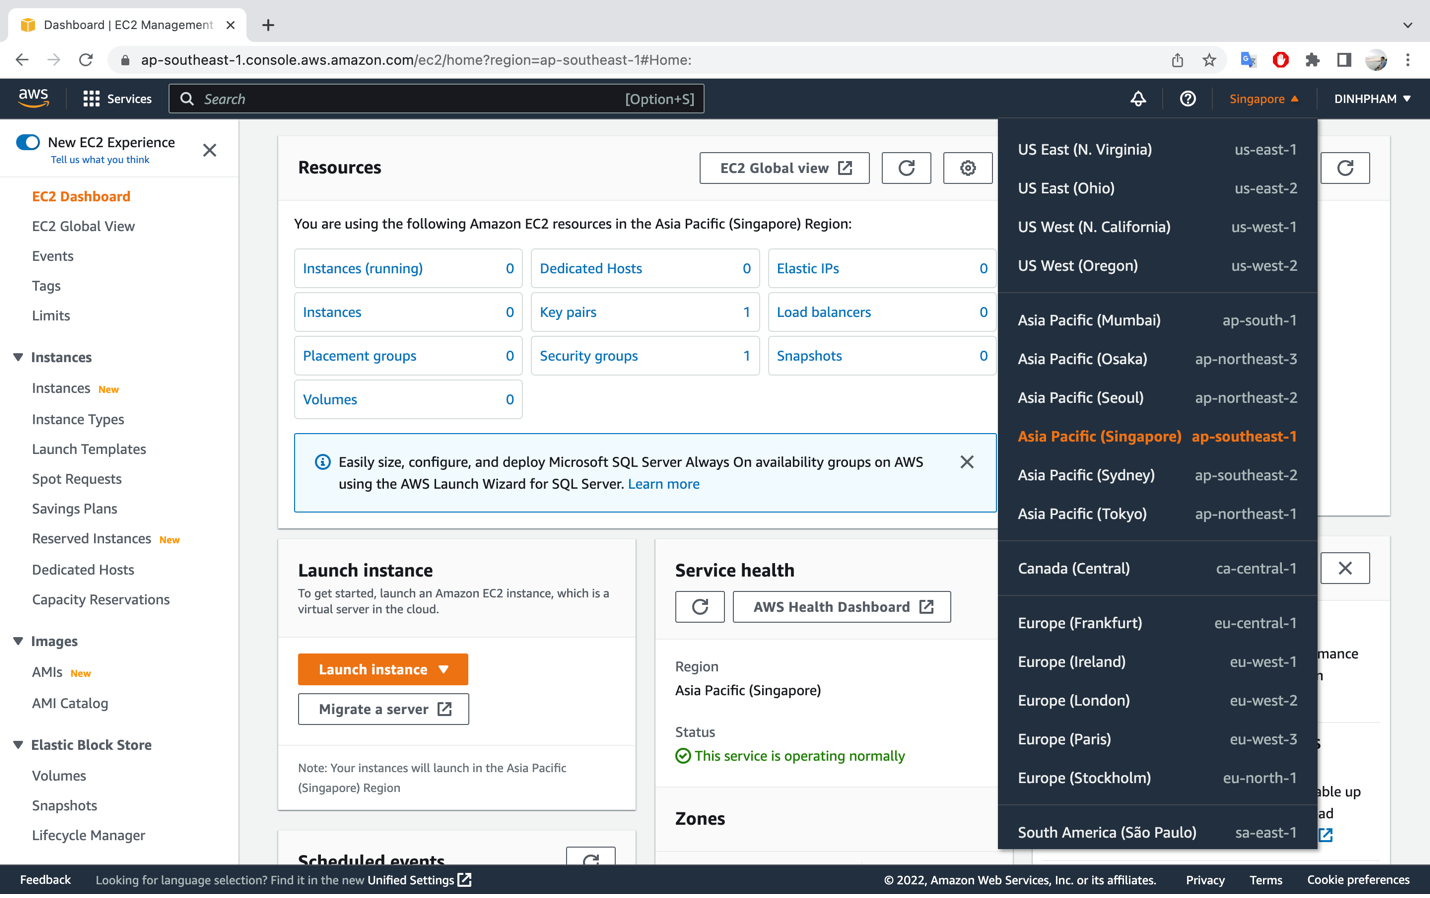 Dashboard | EC2 Management
ap-southeast-1.console.aws.amazon.com/ec2/home?region=ap-southeast-1#Home:
aws
Services
Search
[Option+S]
Singapore
DINHPHAM
New EC2 Experience
Tell us what you think
EC2 Dashboard
EC2 Global View
Events
Tags
Limits
Instances
Instances New
Instance Types
Launch Templates
Spot Requests
Savings Plans
Reserved Instances New
Dedicated Hosts
Capacity Reservations
Images
AMIs New
AMI Catalog
Elastic Block Store
Volumes
Snapshots
Lifecycle Manager
Resources
EC2 Global view
You are using the following Amazon EC2 resources in the Asia Pacific (Singapore) Region:
Instances (running) 0
Dedicated Hosts 0
Elastic IPs 0
Instances 0
Key pairs 1
Load balancers 0
Placement groups 0
Security groups 1
Snapshots 0
Volumes 0
Easily size, configure, and deploy Microsoft SQL Server Always On availability groups on AWS
using the AWS Launch Wizard for SQL Server. Learn more
Launch instance
To get started, launch an Amazon EC2 instance, which is a
virtual server in the cloud.
Launch instance
Migrate a server
Note: Your instances will launch in the Asia Pacific
(Singapore) Region
Scheduled events
Service health
AWS Health Dashboard
Region
Asia Pacific (Singapore)
Status
This service is operating normally
Zones
US East (N. Virginia) us-east-1
US East (Ohio) us-east-2
US West (N. California) us-west-1
US West (Oregon) us-west-2
Asia Pacific (Mumbai) ap-south-1
Asia Pacific (Osaka) ap-northeast-3
Asia Pacific (Seoul) ap-northeast-2
Asia Pacific (Singapore) ap-southeast-1
Asia Pacific (Sydney) ap-southeast-2
Asia Pacific (Tokyo) ap-northeast-1
Canada (Central) ca-central-1
Europe (Frankfurt) eu-central-1
Europe (Ireland) eu-west-1
Europe (London) eu-west-2
Europe (Paris) eu-west-3
Europe (Stockholm) eu-north-1
South America (São Paulo) sa-east-1
mance
n
s
able up
ad
Feedback
Looking for language selection? Find it in the new Unified Settings
© 2022, Amazon Web Services, Inc. or its affiliates.
Privacy
Terms
Cookie preferences